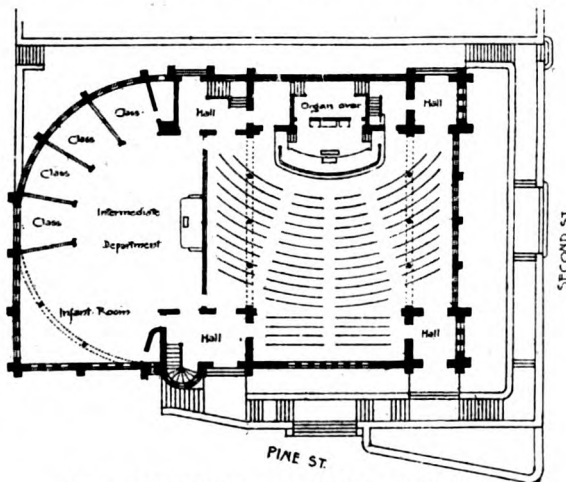 Class.
Hall
Organ over
Hall
Class
Class
Class
Intermediate
Department
Infant-Room
Hall
Hall
SECOND ST.
PINE ST.